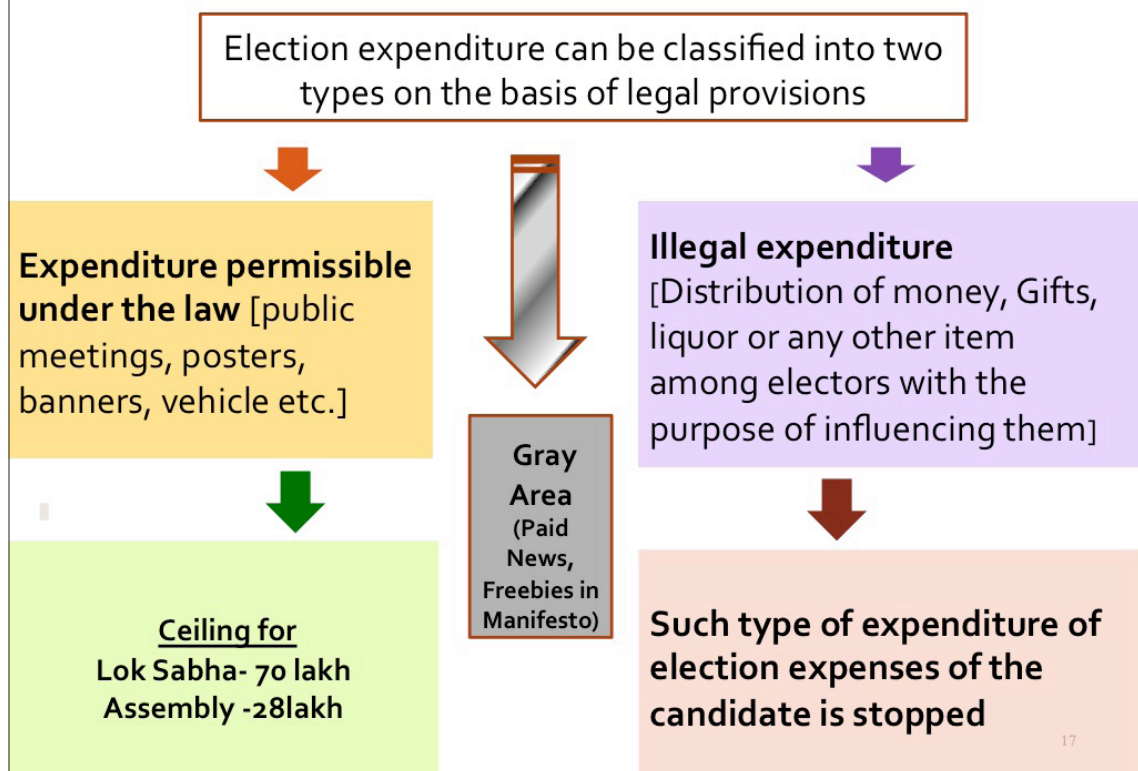 Election expenditure can be classified into two
types on the basis of legal provisions
Expenditure permissible
under the law [public
meetings, posters,
banners, vehicle etc.]
Gray
Area
(Paid
News,
Freebies in
Manifesto)
Illegal expenditure
[Distribution of money, Gifts,
liquor or any other item
among electors with the
purpose of influencing them]
Ceiling for
Lok Sabha- 70 lakh
Assembly -28lakh
Such type of expenditure of
election expenses of the
candidate is stopped
17